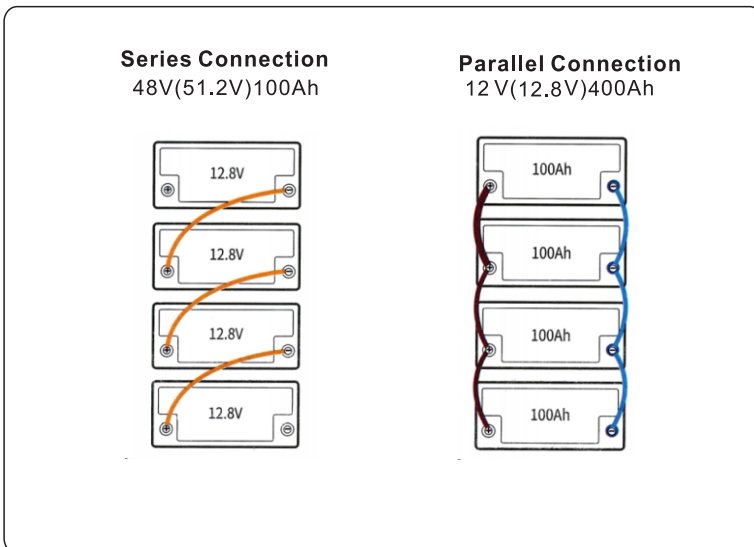 Series Connection
48V(51.2V)100Ah
12.8V
12.8V
12.8V
12.8V
Parallel Connection
12 V(12.8V)400Ah
100Ah
100Ah
100Ah
100Ah